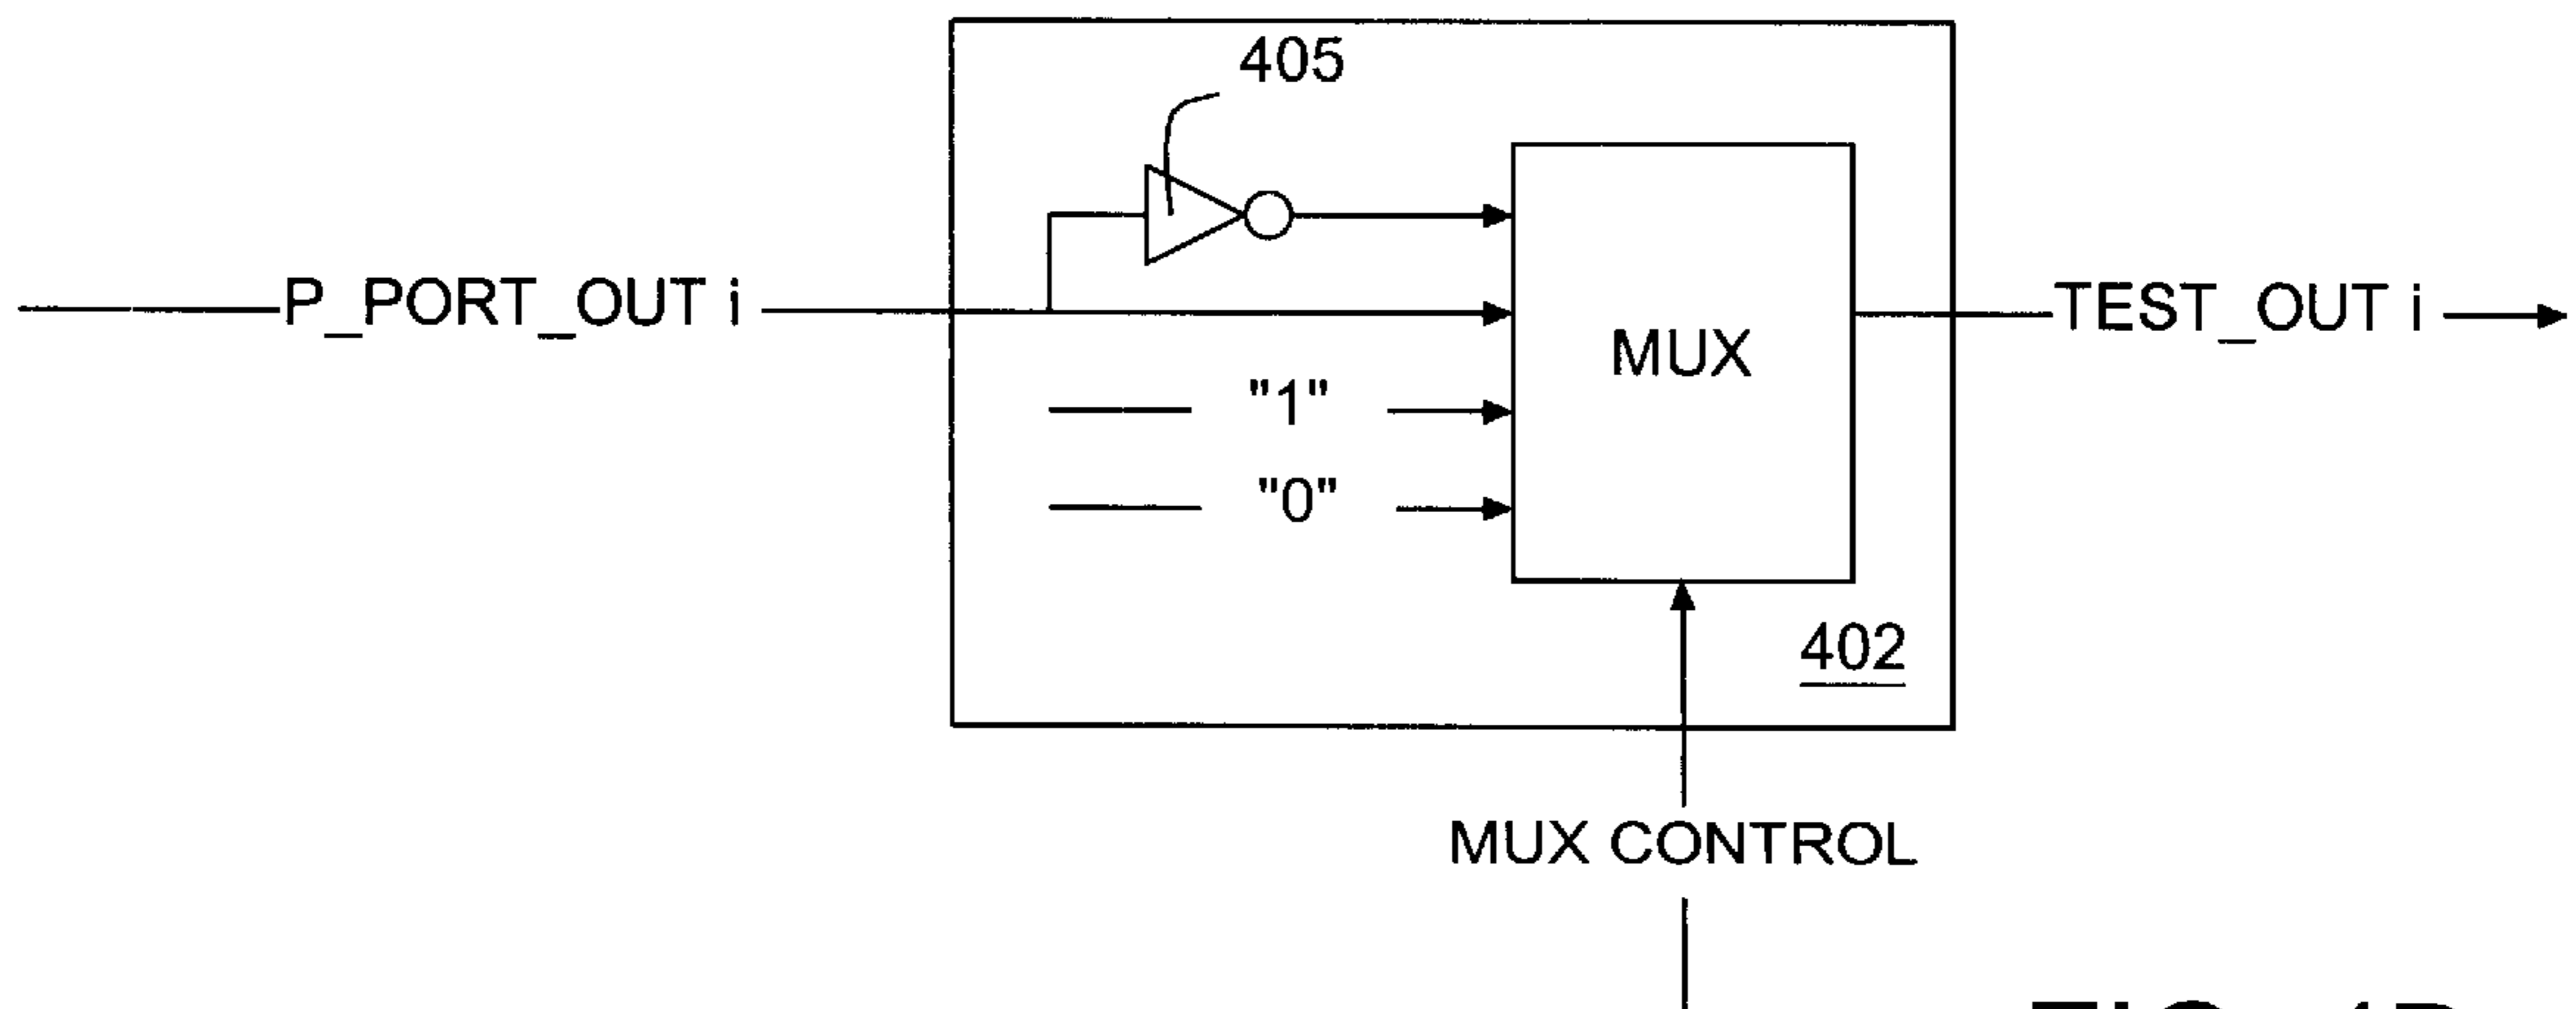 405
P_PORT_OUT i
TEST_OUT i
MUX
"1"
"0"
402
MUX CONTROL